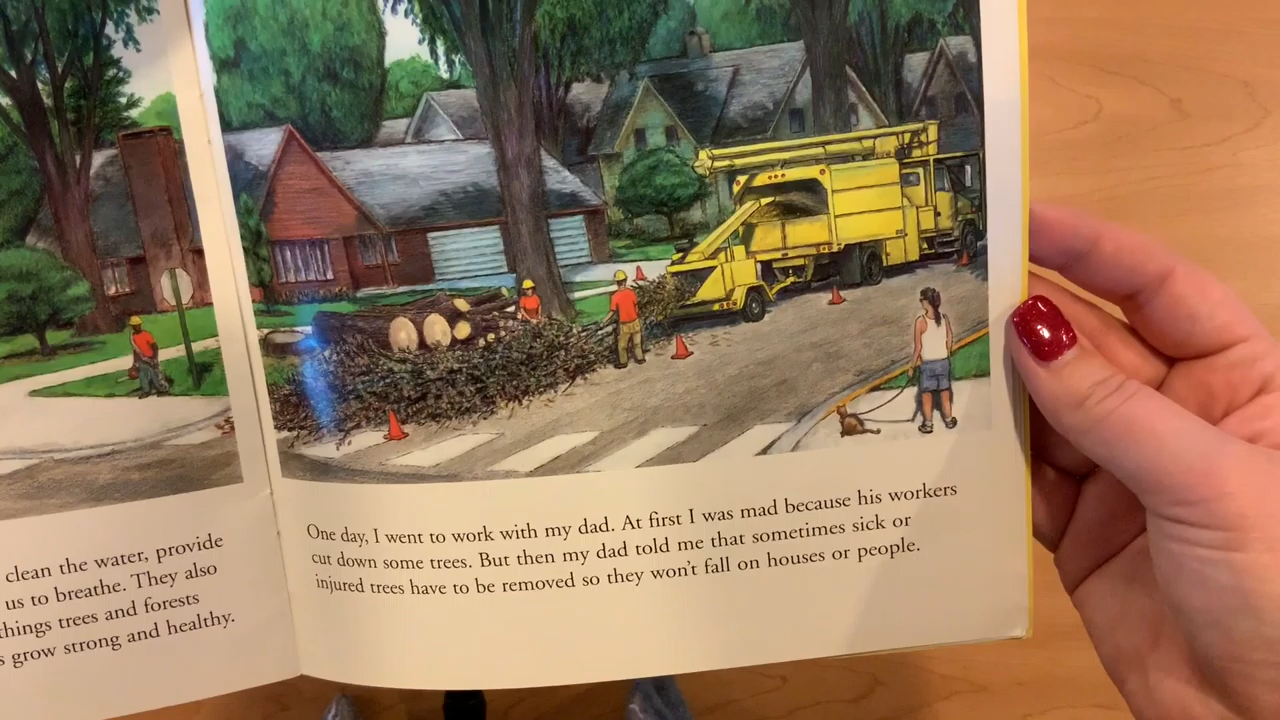 clean the water, provide
us to breathe. They also
things trees and forests
grow strong and healthy.
One day, I went to work with my dad. At first I was mad because his workers
cut down some trees. But then my dad told me that sometimes sick or
injured trees have to be removed so they won't fall on houses or people.